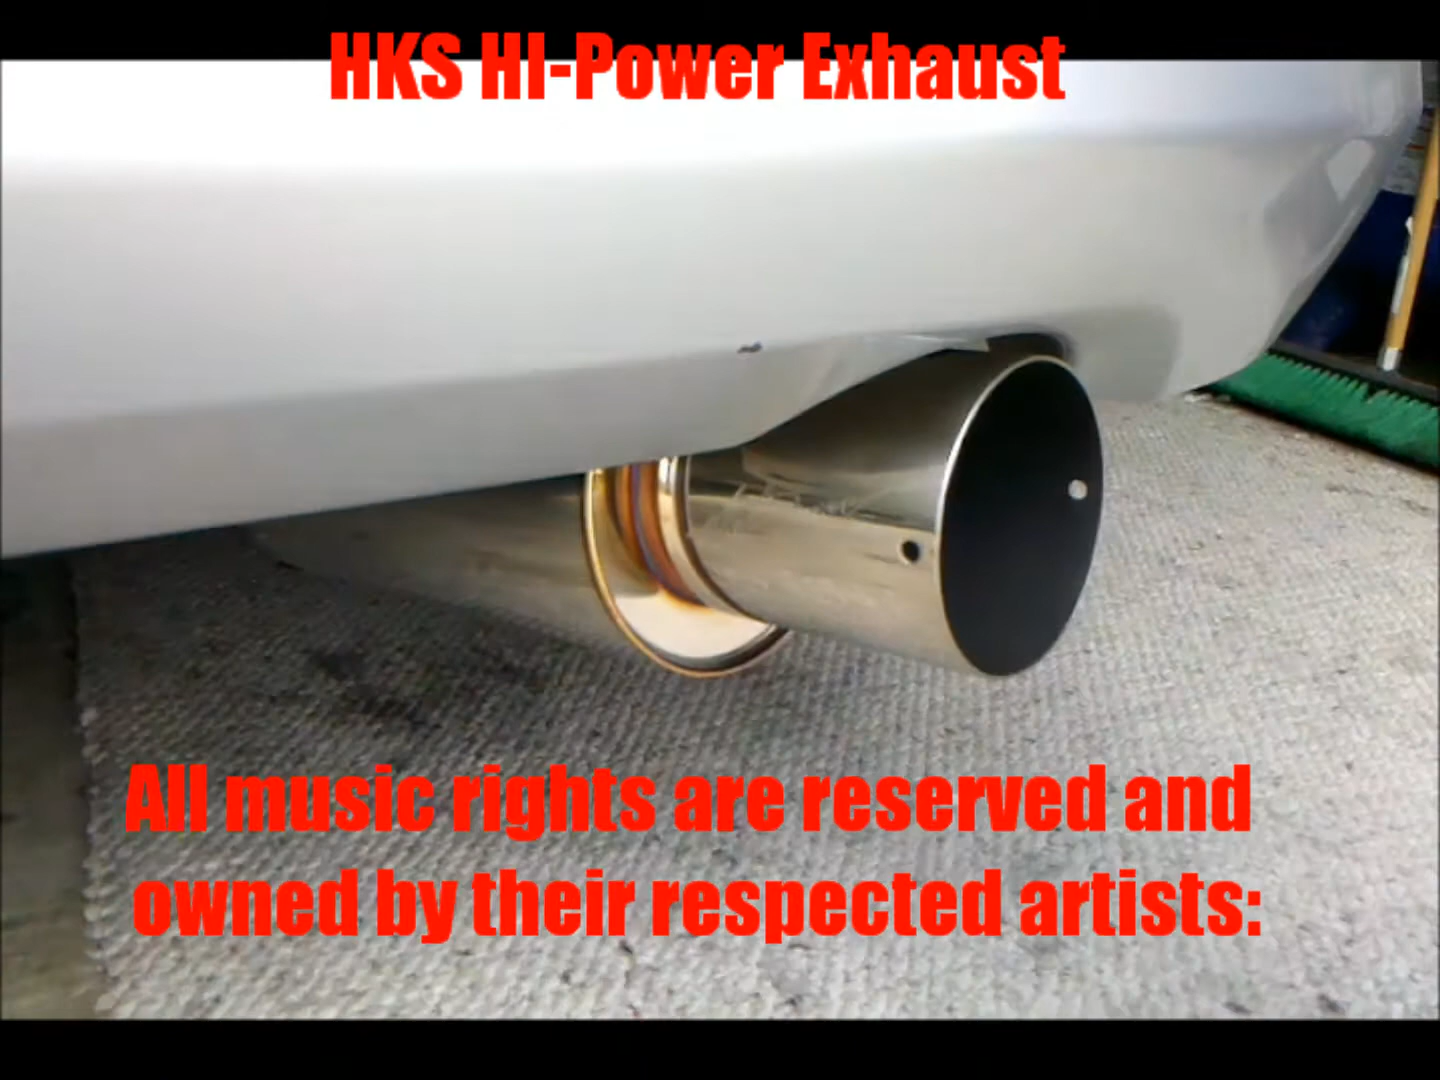 HKS HI-Power Exhaust
All music rights are reserved and
owned by their respected artists: